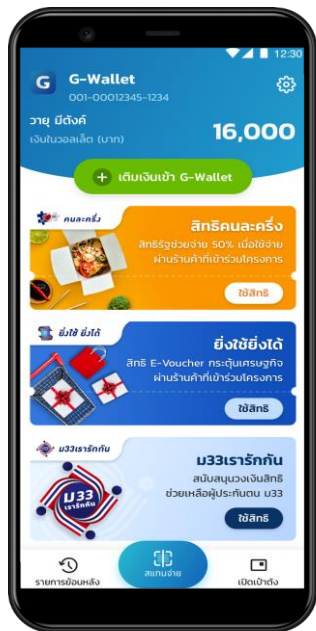 12:30
G G-Wallet
001-00012345-1234
วายุ มีตังค์
เงินในวอลเล็ต (บาท)
16,000
+ เติมเงินเข้า G-Wallet
คนละครึ่ง
สิทธิคนละครึ่ง
สิทธิรัฐช่วยจ่าย 50% เมื่อใช้จ่าย
ผ่านร้านค้าที่เข้าร่วมโครงการ
ใช้สิทธิ
ยิ่งใช้ ยิ่งได้
ยิ่งใช้ยิ่งได้
สิทธิ E-Voucher กระตุ้นเศรษฐกิจ
ผ่านร้านค้าที่เข้าร่วมโครงการ
ใช้สิทธิ
ม33เรารักกัน
ม33เรารักกัน
สนับสนุนวงเงินสิทธิ
ช่วยเหลือผู้ประกันตน ม33
ม33
เรารักกัน
ใช้สิทธิ
รายการย้อนหลัง
สแกนจ่าย
เปิดเป๋าตัง